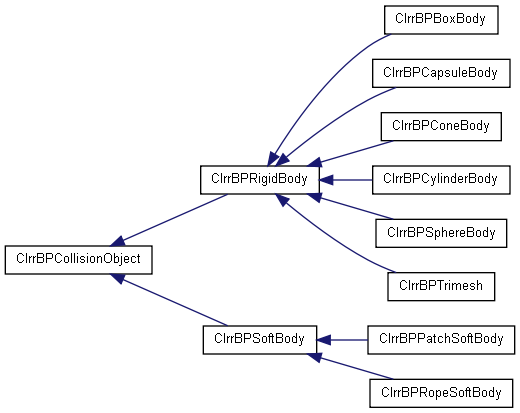 CIrrBPBoxBody
CIrrBPCapsuleBody
CIrrBPConeBody
CIrrBPRigidBody
CIrrBPCylinderBody
CIrrBPSphereBody
CIrrBPCollisionObject
CIrrBPTrimesh
CIrrBPSoftBody
CIrrBPPatchSoftBody
CIrrBPRopeSoftBody